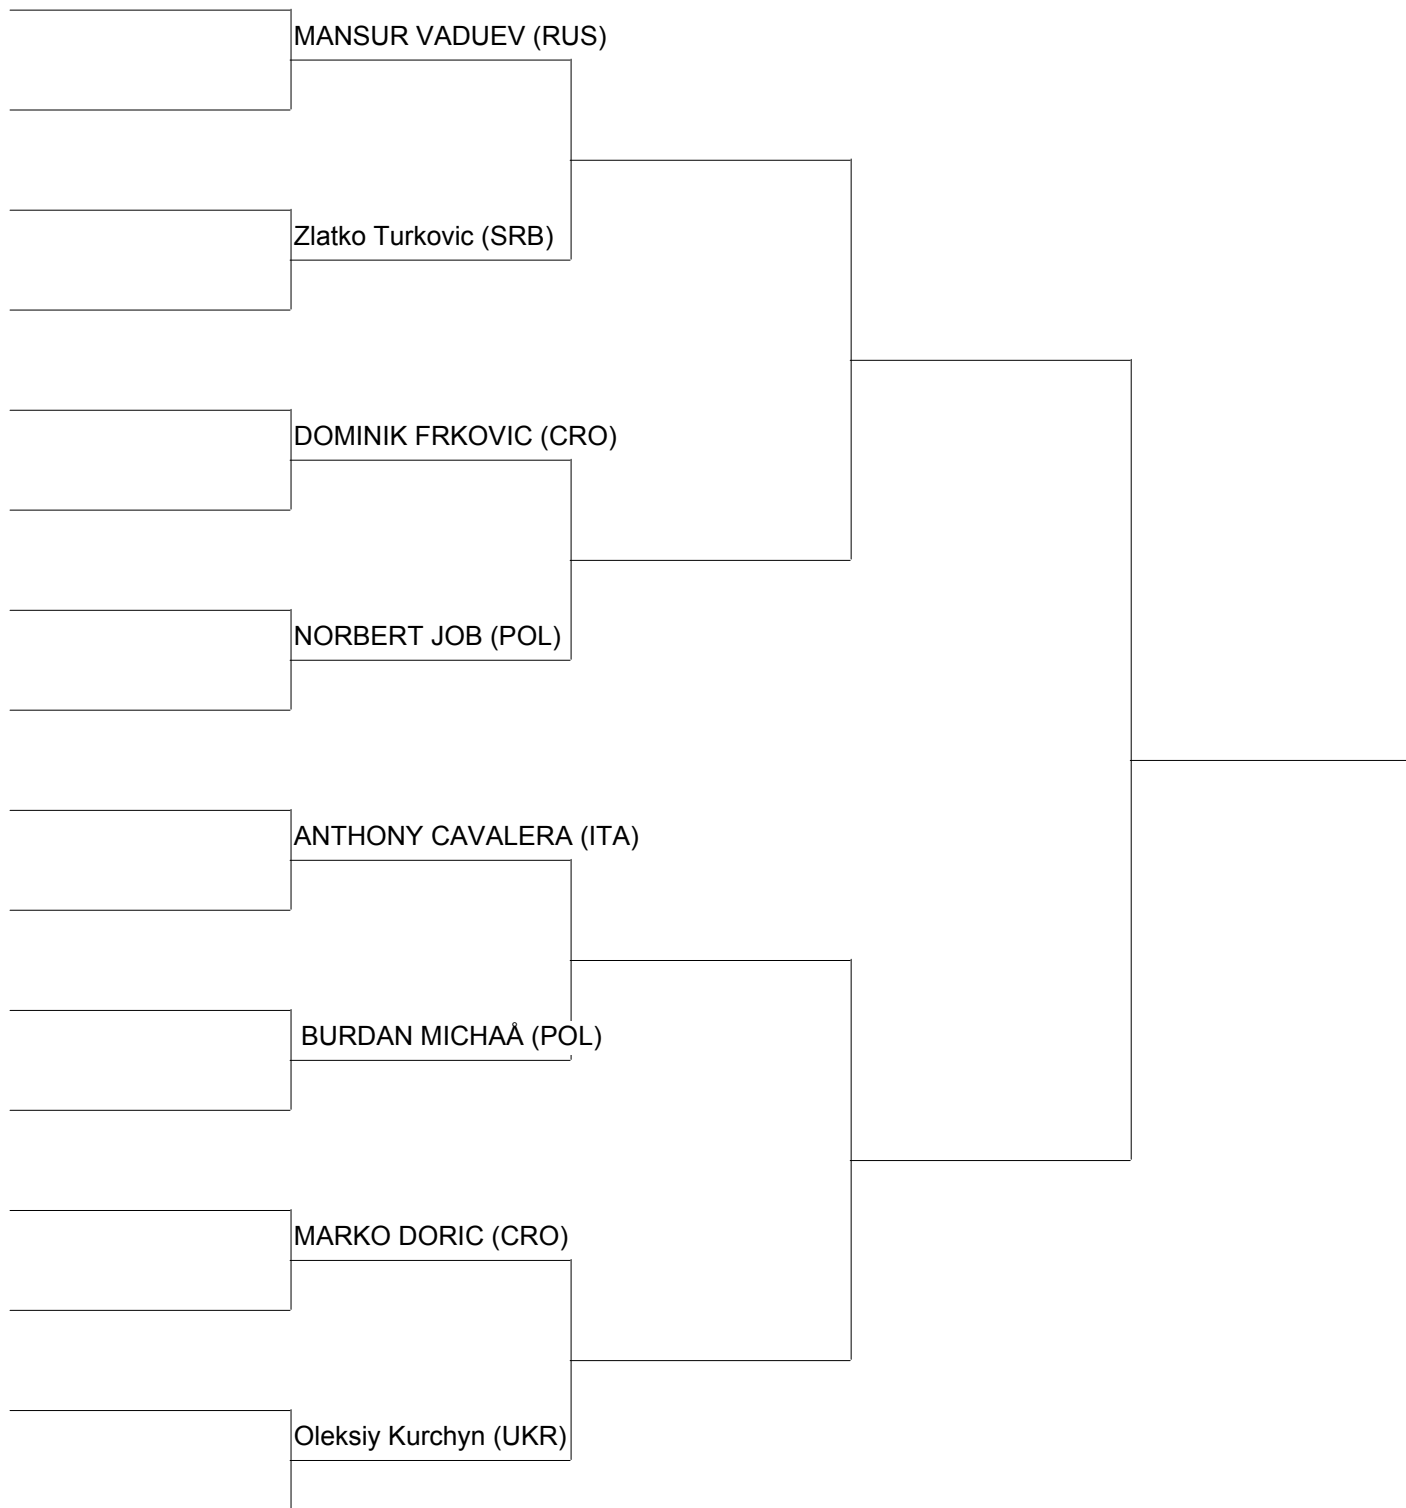 MANSUR VADUEV (RUS)
Zlatko Turkovic (SRB)
DOMINIK FRKOVIC (CRO)
NORBERT JOB (POL)
ANTHONY CAVALERA (ITA)
BURDAN MICHAÅ (POL)
MARKO DORIC (CRO)
Oleksiy Kurchyn (UKR)